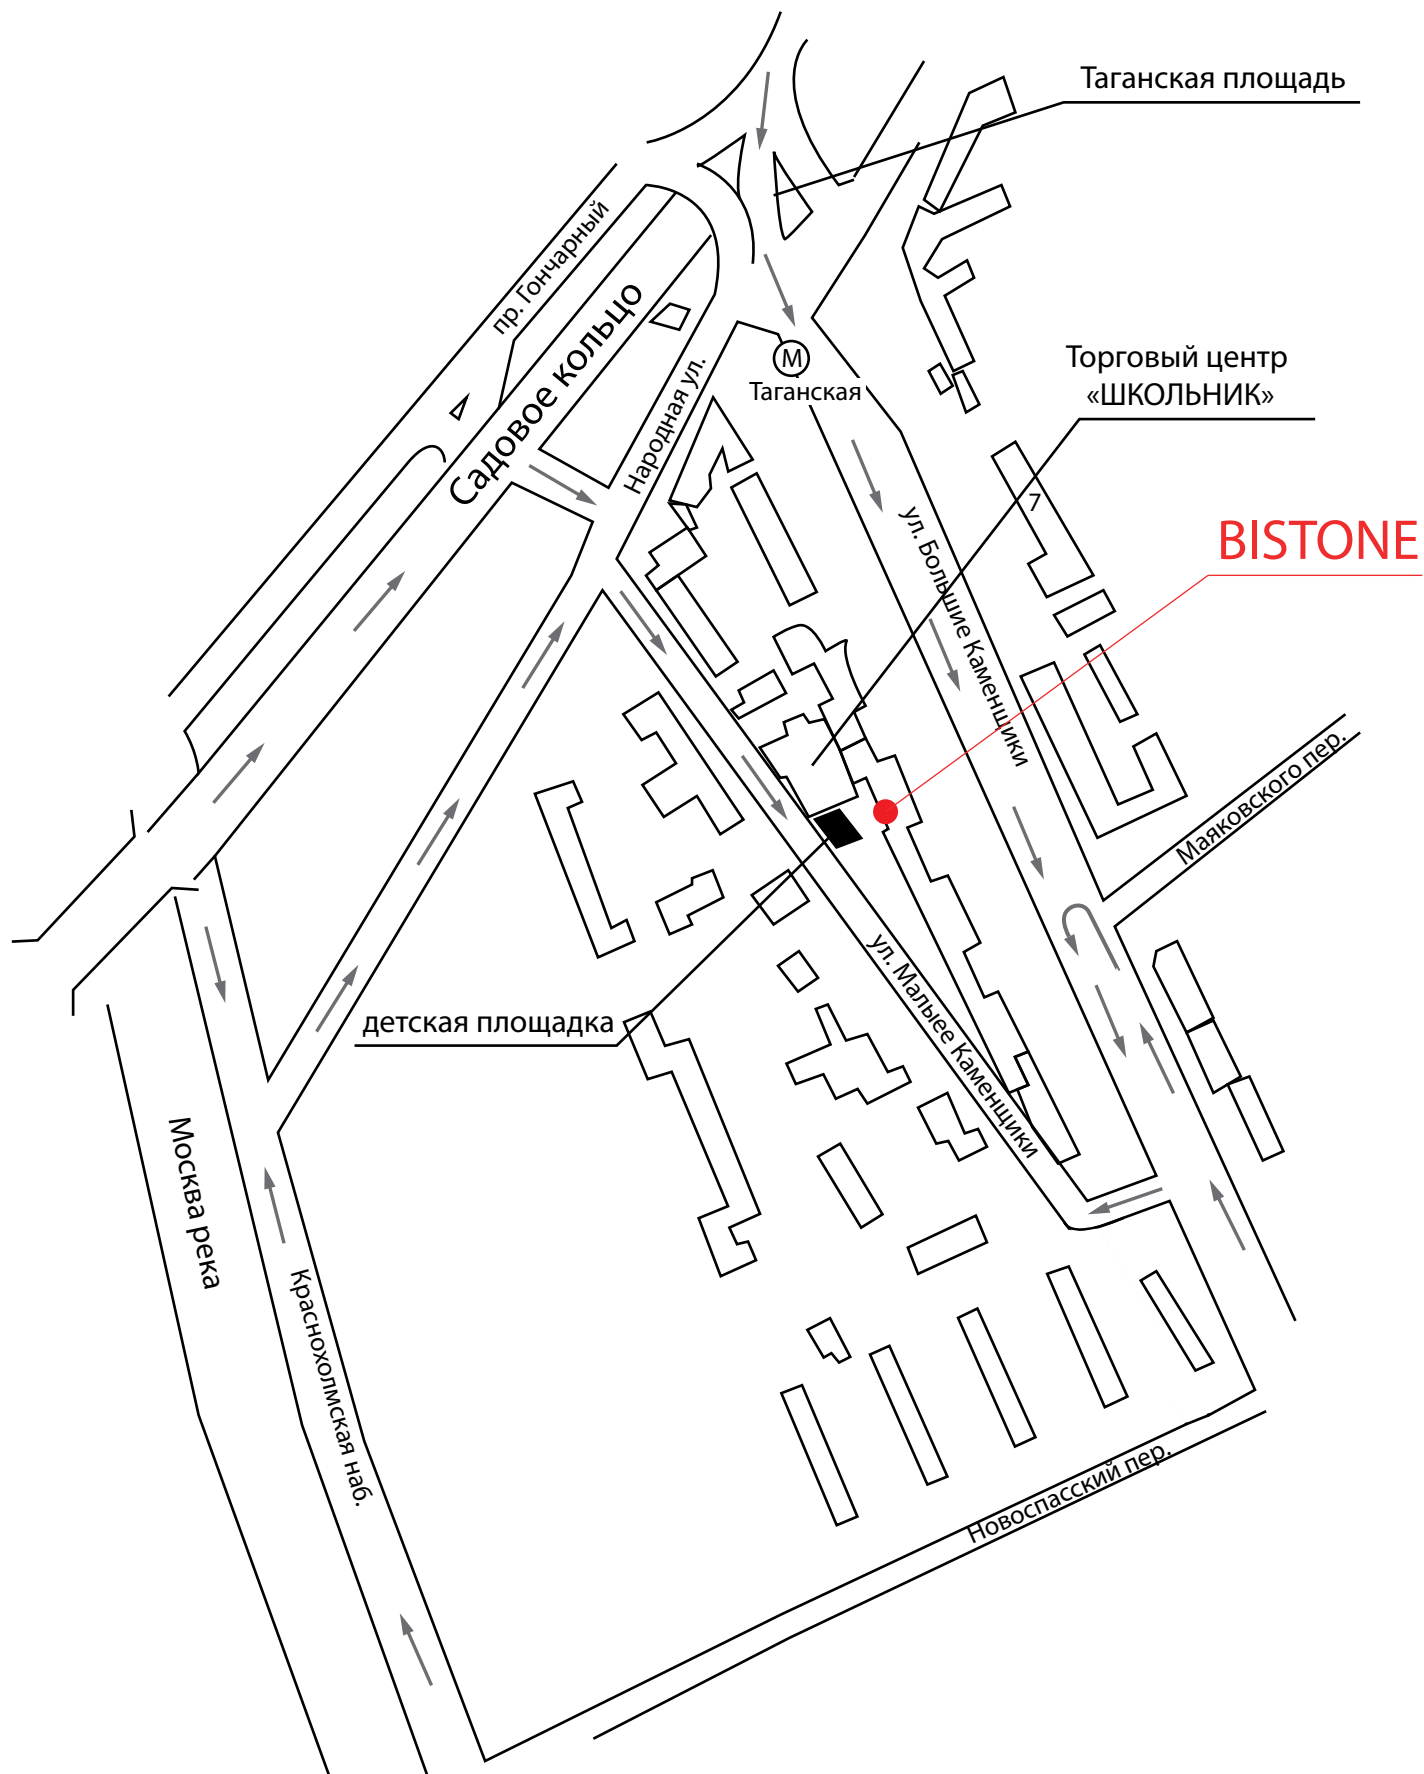 Таганская площадь
пр. Гончарный
Садовое кольцо
Народная ул.
М
Таганская
Торговый центр
«ШКОЛЬНИК»
7
BISTONE
ул. Большие Каменщики
Маяковского пер.
ул. Малыее Каменщики
детская площадка
Москва река
Краснохолмская наб.
Новоспасский пер.